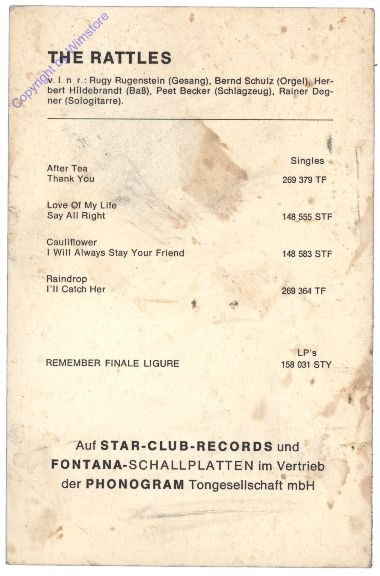 Copyright by Wimstore
THE RATTLES
v. l n r.: Rugy Rugenstein (Gesang), Bernd Schulz (Orgel), Her-
bert Hildebrandt (Baß), Peet Becker (Schlagzeug), Rainer Deg-
ner (Sologitarre).
Singles
After Tea
Thank You 269 379 TF
Love Of My Life
Say All Right 148 555 STF
Cauliflower
I Will Always Stay Your Friend 148 583 STF
Raindrop
I'll Catch Her 269 364 TF
LP's
REMEMBER FINALE LIGURE 158 031 STY
Auf STAR-CLUB-RECORDS und
FONTANA-SCHALLPLATTEN im Vertrieb
der PHONOGRAM Tongesellschaft mbH